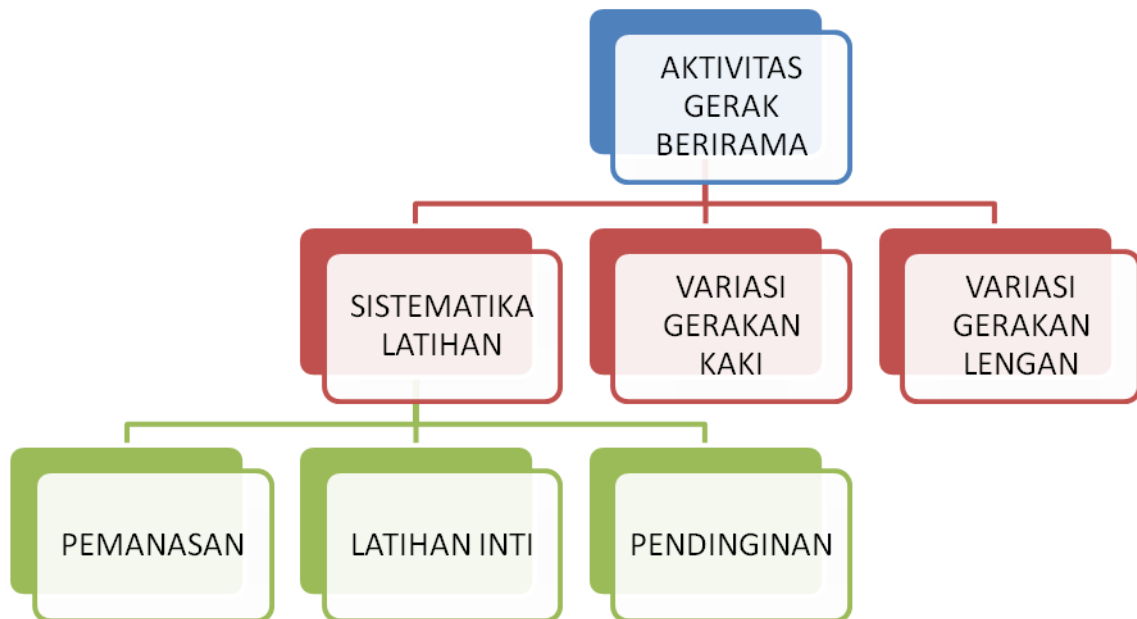 AKTIVITAS
GERAK
BERIRAMA
SISTEMATIKA
LATIHAN
VARIASI
GERAKAN
KAKI
VARIASI
GERAKAN
LENGAN
PEMANASAN
LATIHAN INTI
PENDINGINAN